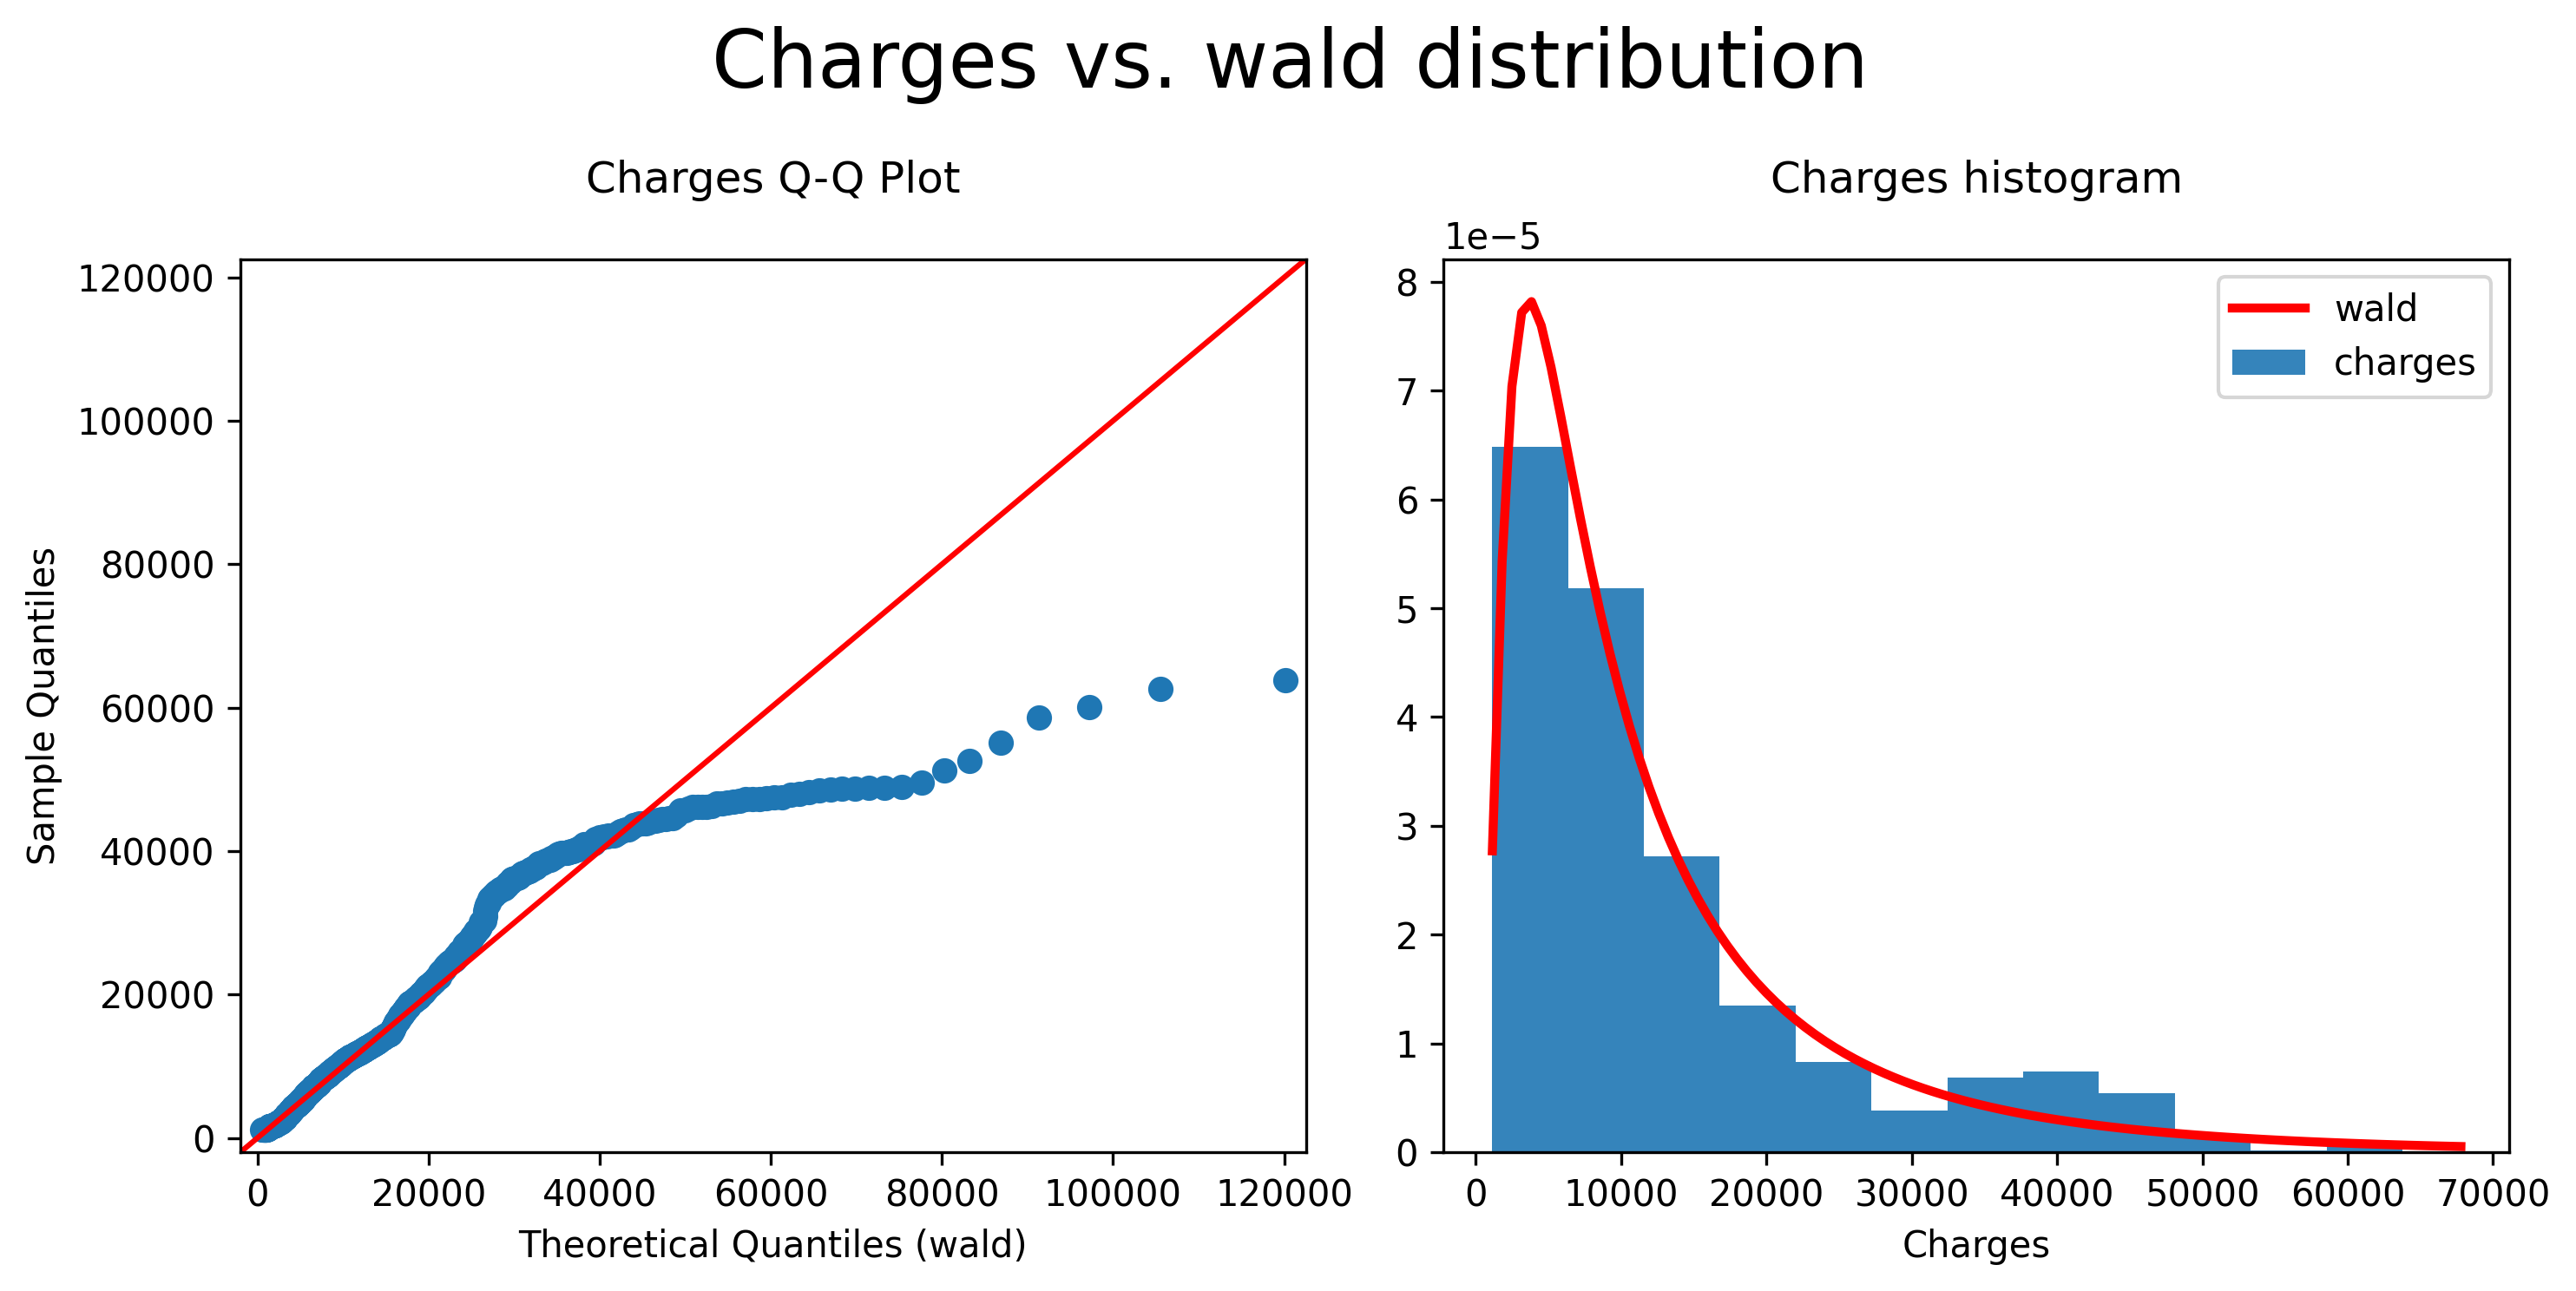 Charges vs. wald distribution
Charges Q-Q Plot
120000
100000
80000
60000
40000
20000
0
Sample Quantiles
0 20000 40000 60000 80000 100000 120000
Theoretical Quantiles (wald)
Charges histogram
1e−5
8
7
6
5
4
3
2
1
0
wald
charges
0 10000 20000 30000 40000 50000 60000 70000
Charges